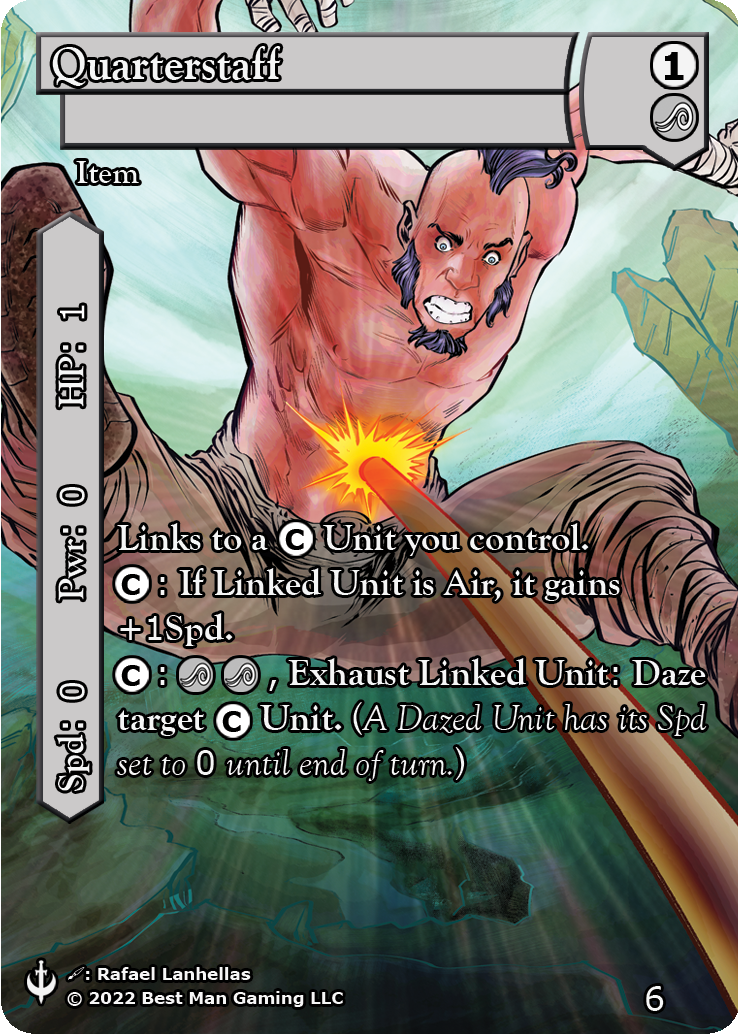 Quarterstaff
1
Item
HP: 1
Pwr: 0
Spd: 0
Links to a C Unit you control.
C: If Linked Unit is Air, it gains
+1Spd.
C: , Exhaust Linked Unit: Daze
target C Unit. (A Dazed Unit has its Spd
set to 0 until end of turn.)
: Rafael Lanhellas
© 2022 Best Man Gaming LLC
6